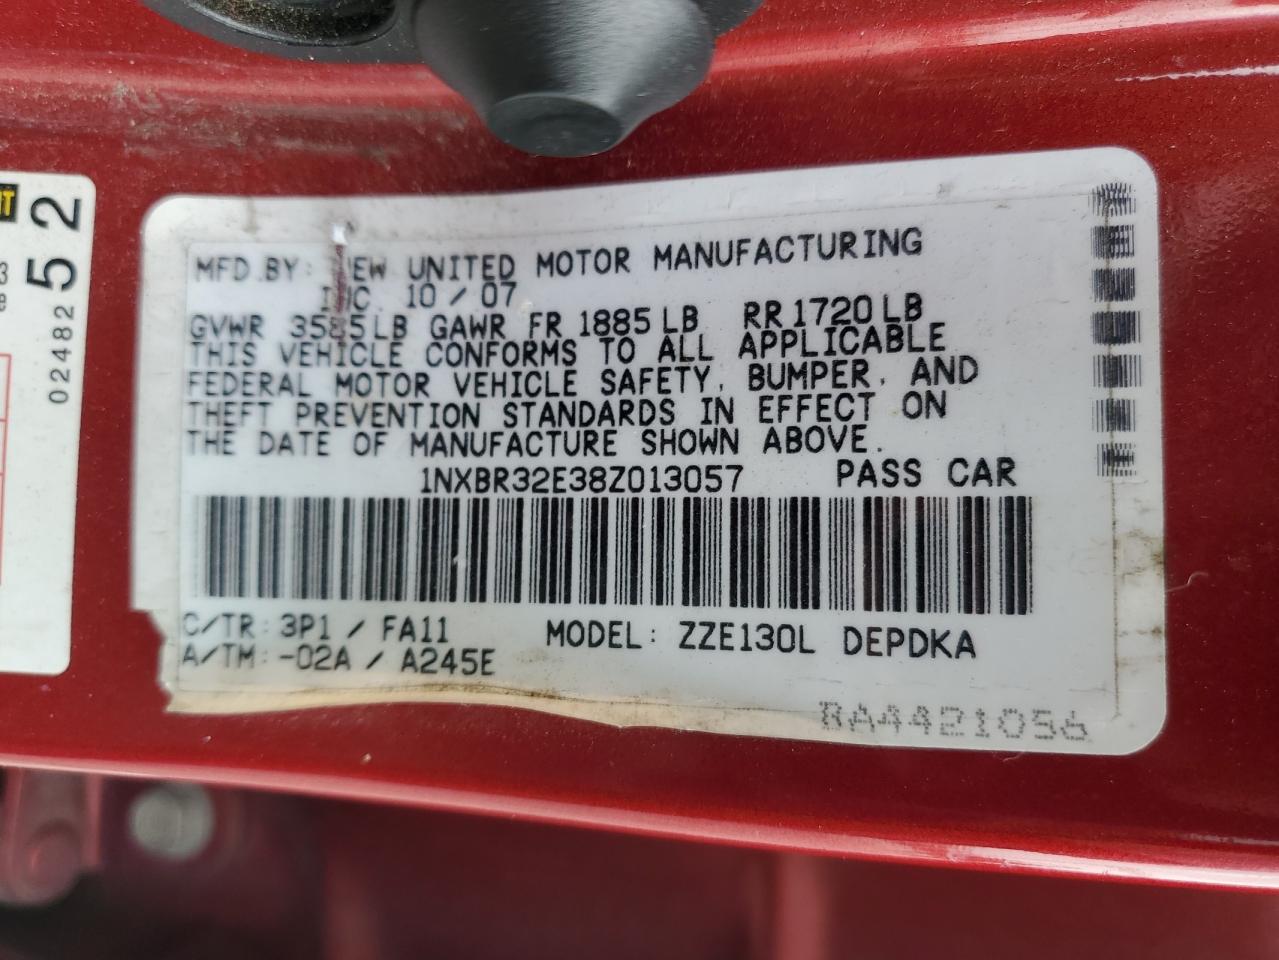 MFD.BY: NEW UNITED MOTOR MANUFACTURING
INC. 10 / 07
GVWR 3585LB GAWR FR 1885 LB RR 1720 LB
THIS VEHICLE CONFORMS TO ALL APPLICABLE
FEDERAL MOTOR VEHICLE SAFETY, BUMPER, AND
THEFT PREVENTION STANDARDS IN EFFECT ON
THE DATE OF MANUFACTURE SHOWN ABOVE.
1NXBR32E38Z013057 PASS CAR
C/TR: 3P1 / FA11 MODEL: ZZE130L DEPDKA
A/TM: -02A / A245E
RA4421056
52
02482